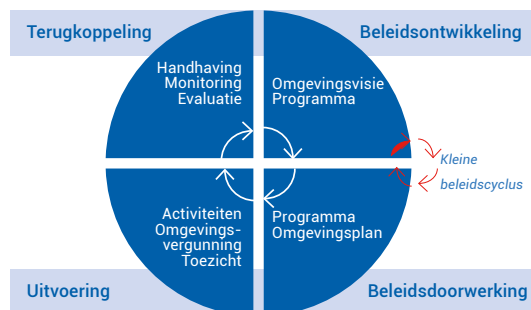 Terugkoppeling
Beleidsontwikkeling
Handhaving
Monitoring
Evaluatie
Omgevingsvisie
Programma
Kleine
beleidscyclus
Activiteiten
Omgevings-
vergunning
Toezicht
Programma
Omgevingsplan
Uitvoering
Beleidsdoorwerking